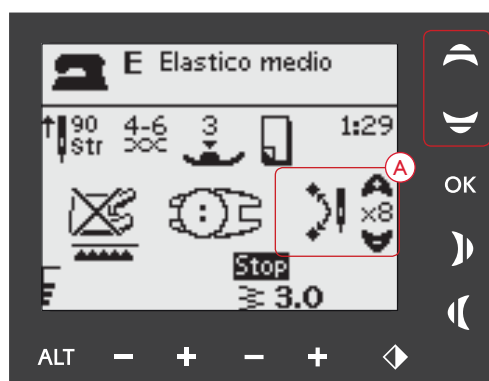 E Elastico medio
90 4-6 3 1:29
Str
A
×8
OK
Stop
3.0
ALT − + − +